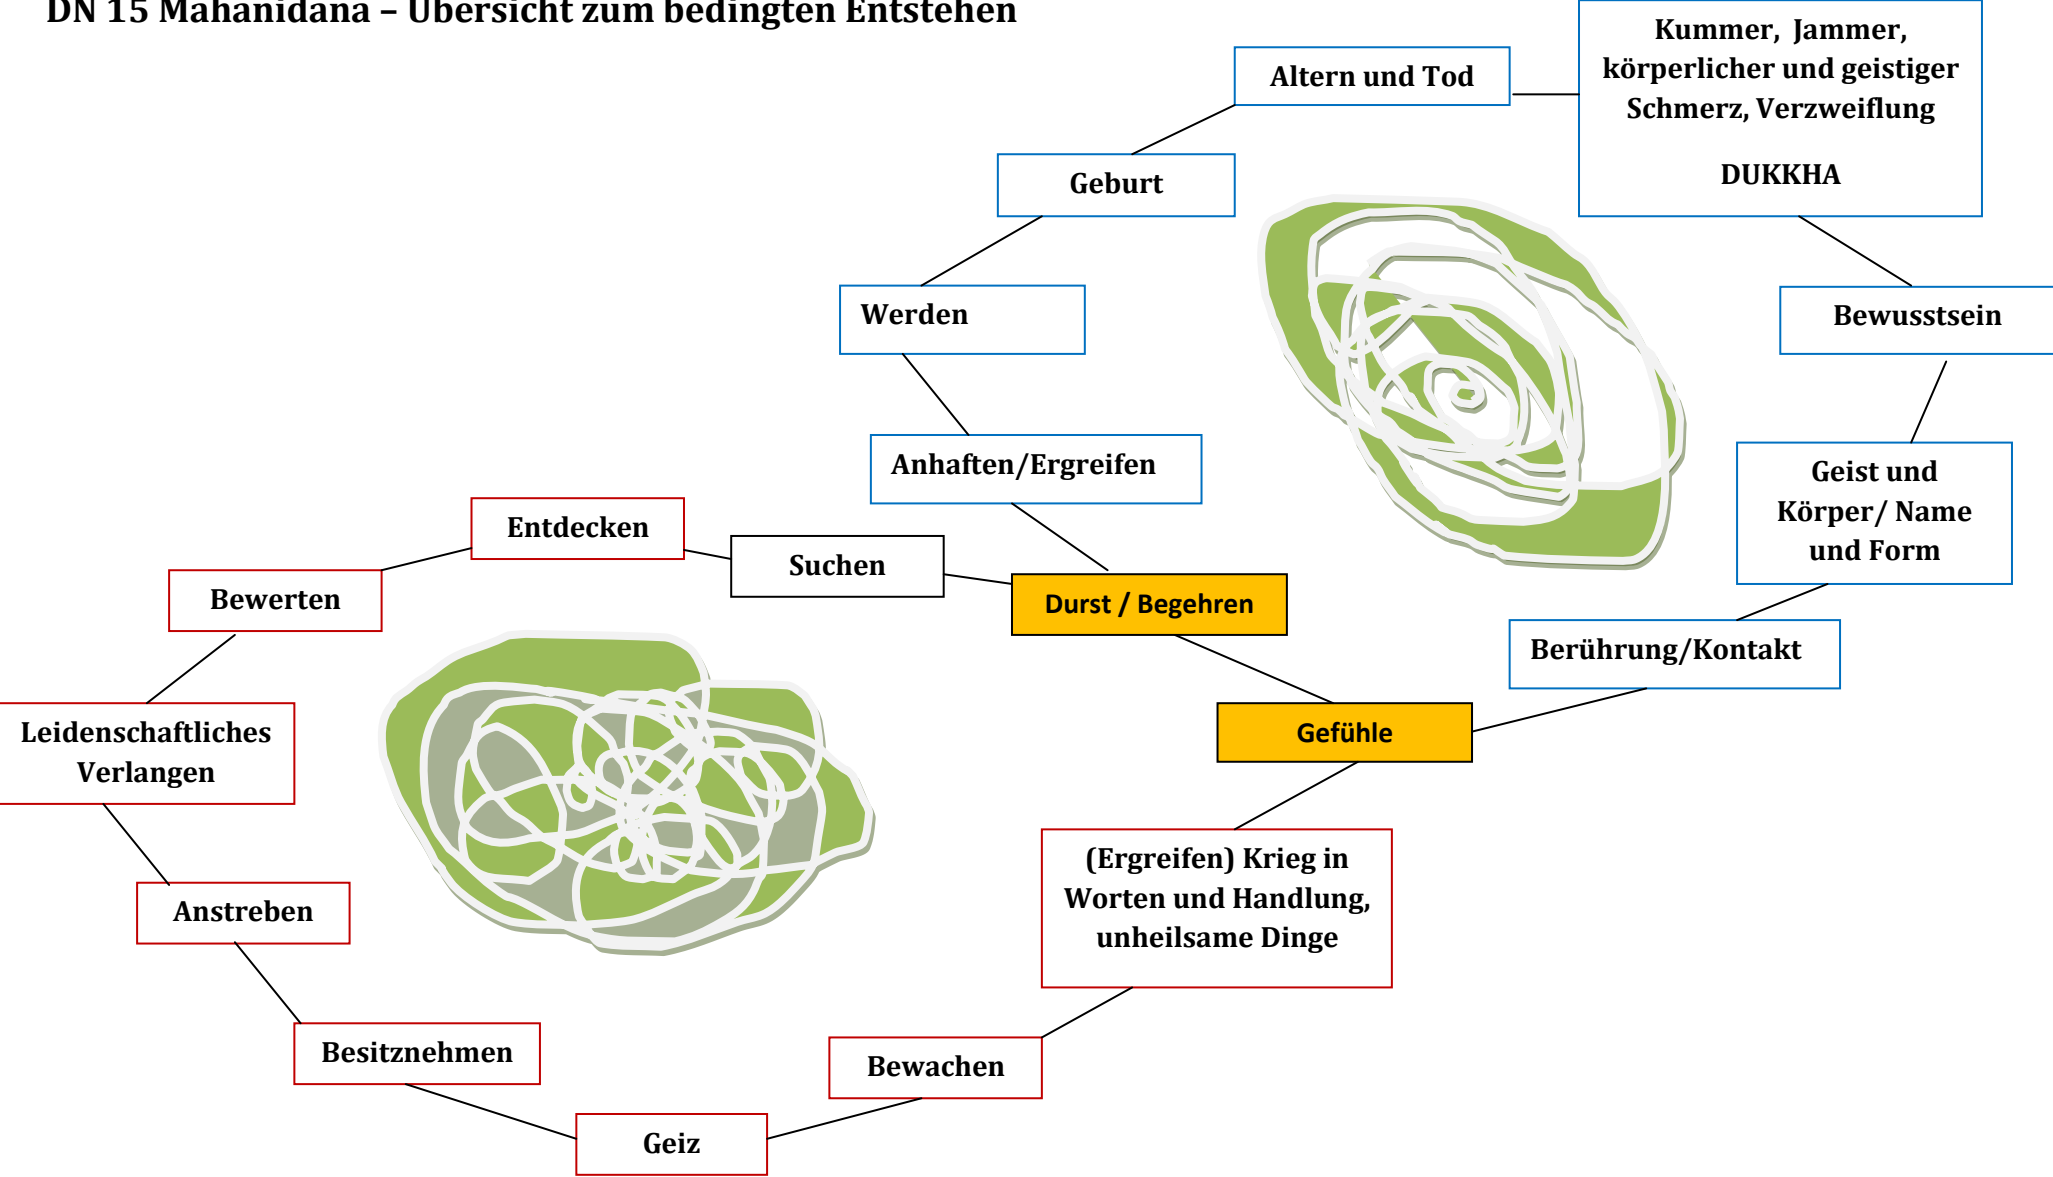 DN 15 Mahanidana – Übersicht zum bedingten Entstehen
Kummer, Jammer,
körperlicher und geistiger
Schmerz, Verzweiflung
DUKKHA
Altern und Tod
Geburt
Werden
Bewusstsein
Anhaften/Ergreifen
Geist und
Körper/ Name
und Form
Entdecken
Suchen
Bewerten
Durst / Begehren
Berührung/Kontakt
Leidenschaftliches
Verlangen
Gefühle
(Ergreifen) Krieg in
Worten und Handlung,
unheilsame Dinge
Anstreben
Besitznehmen
Bewachen
Geiz